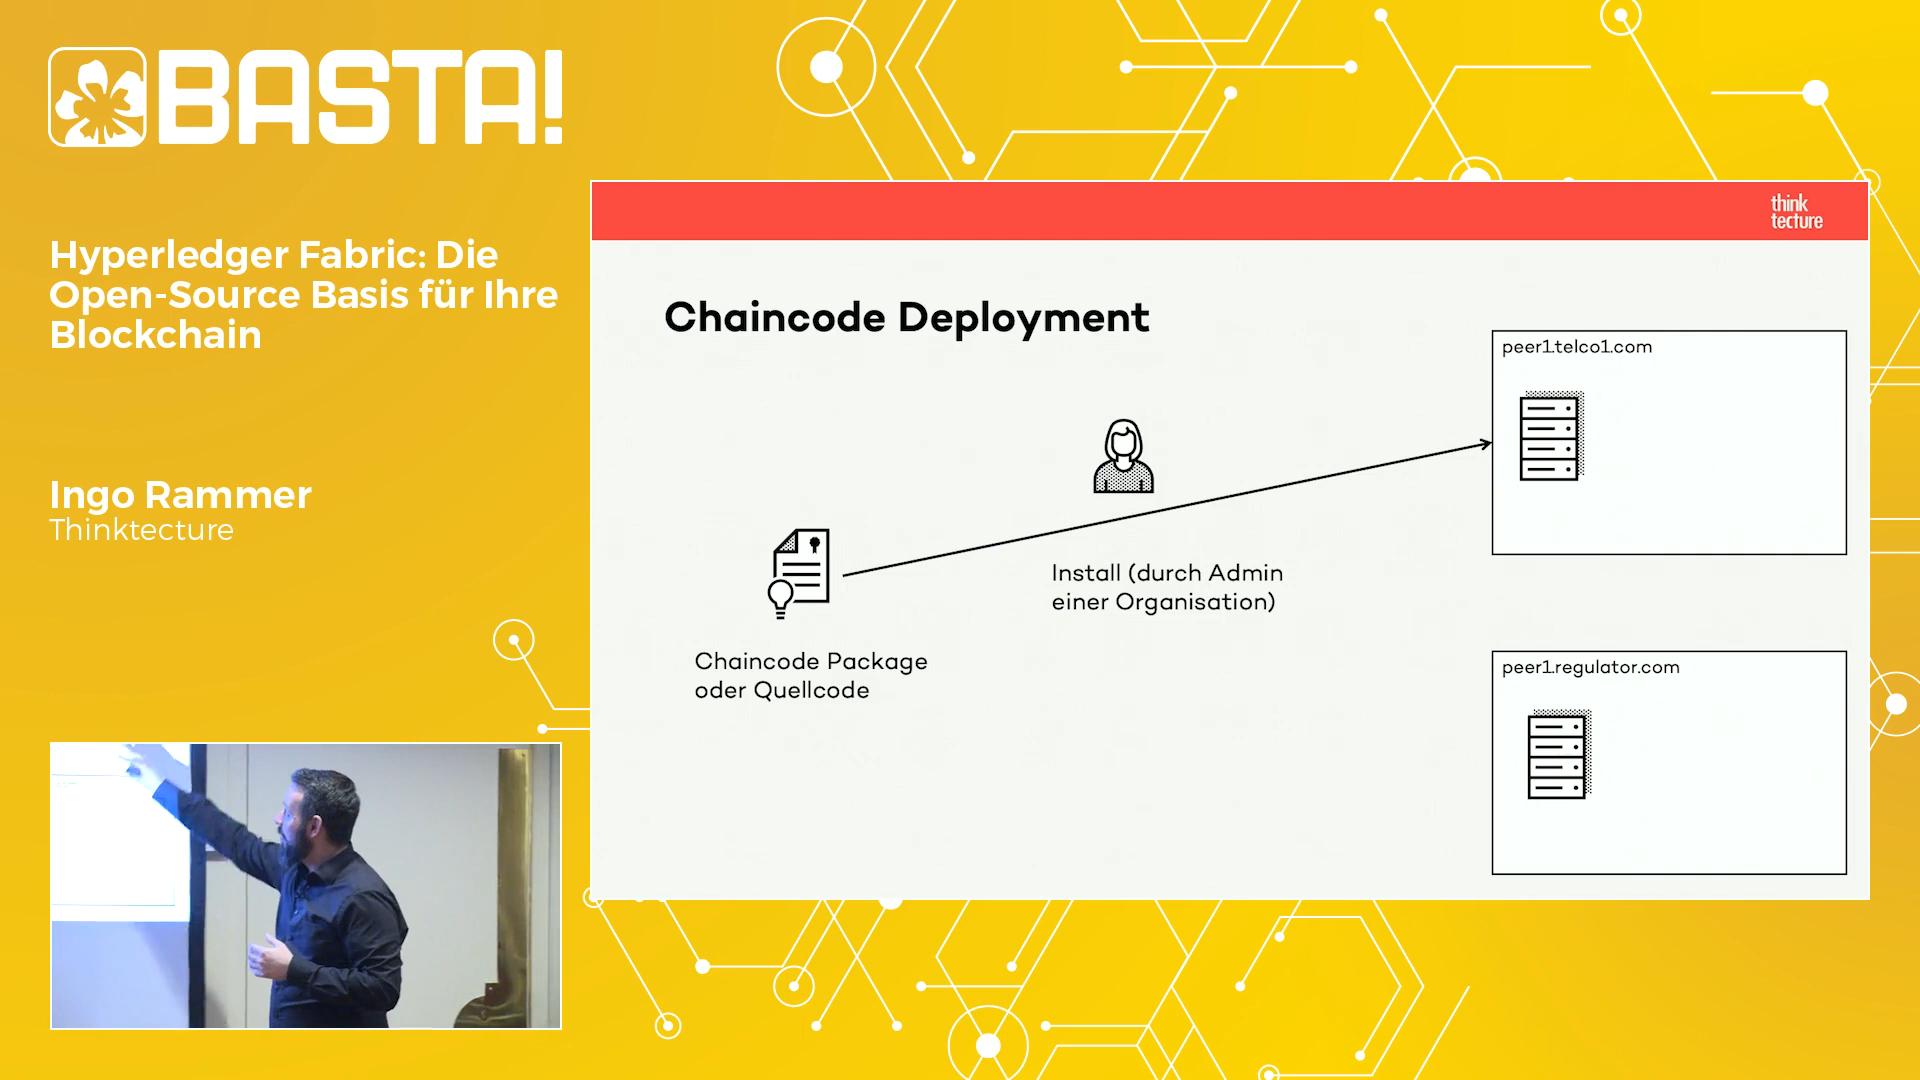 BASTA!
Hyperledger Fabric: Die
Open-Source Basis für Ihre
Blockchain
Ingo Rammer
Thinktecture
think
tecture
Chaincode Deployment
peer1.telco1.com
Install (durch Admin
einer Organisation)
Chaincode Package
oder Quellcode
peer1.regulator.com